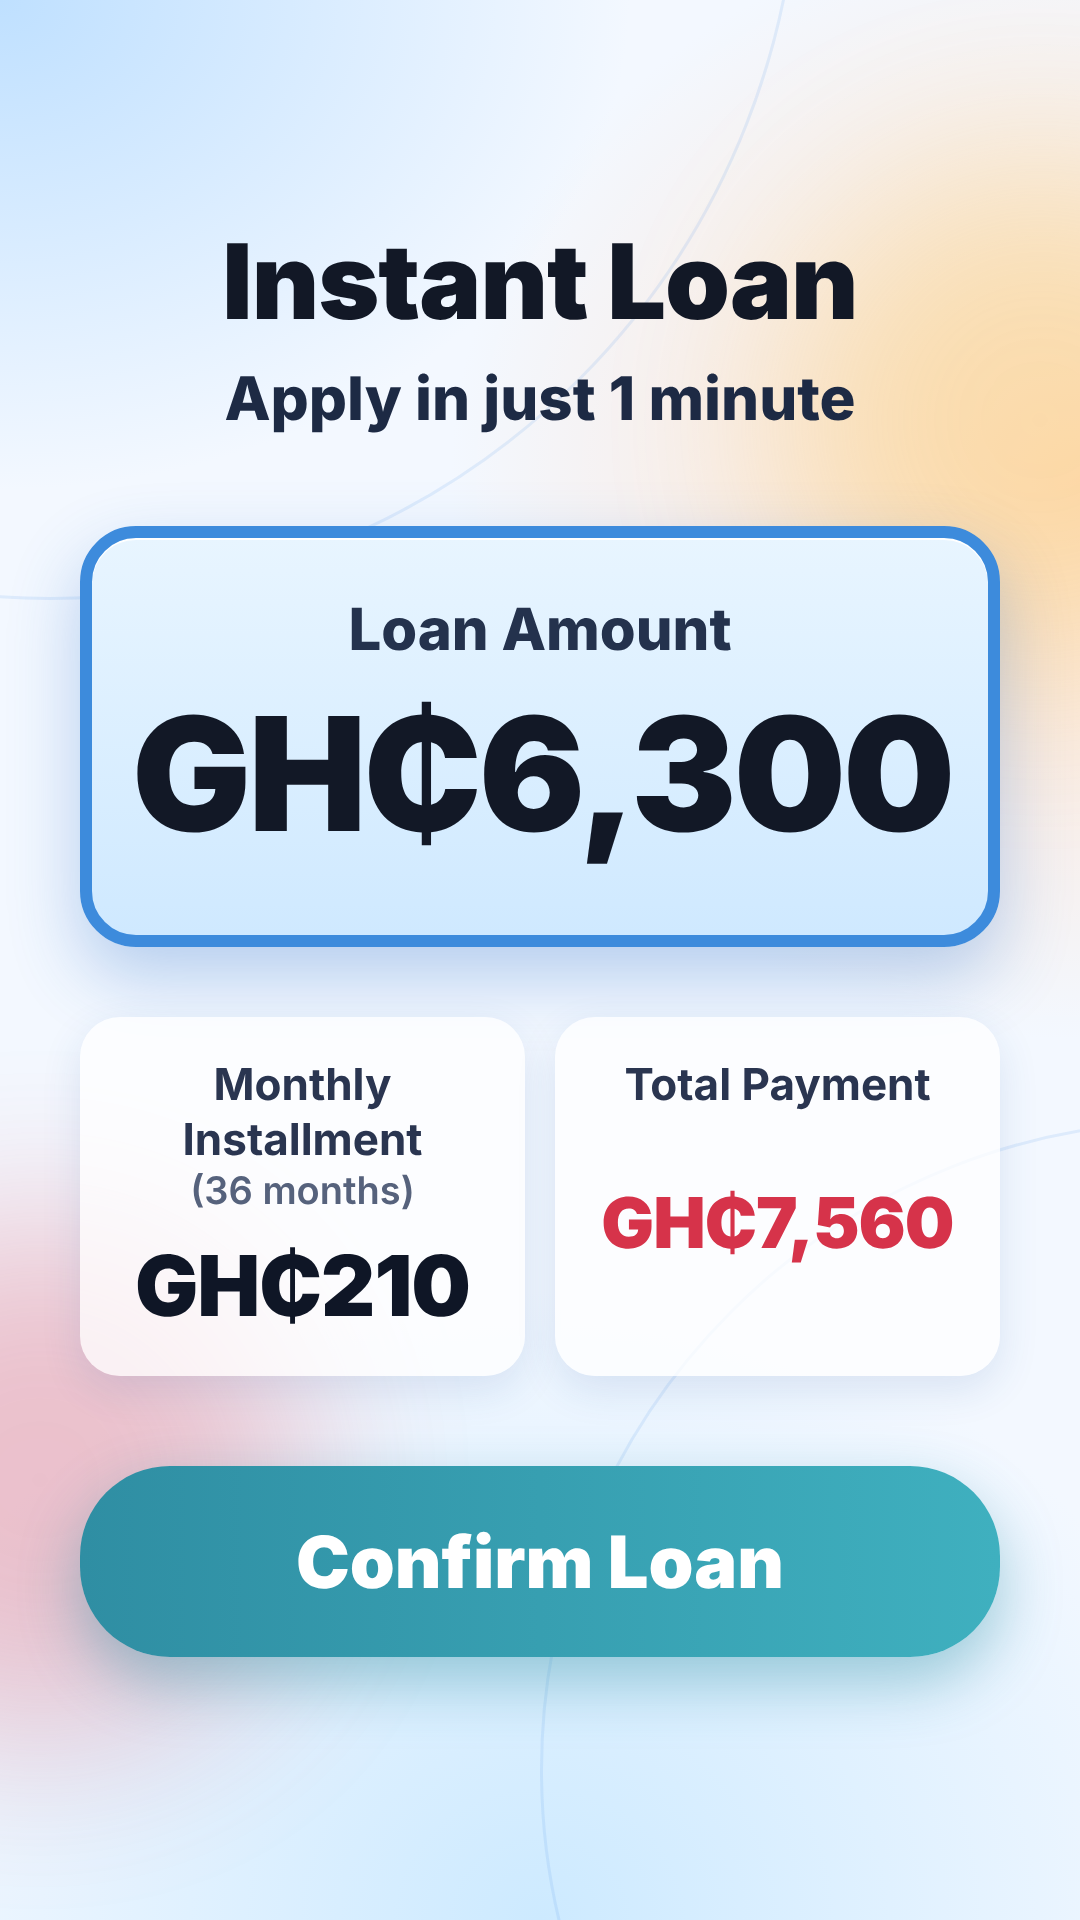 Instant Loan
Apply in just 1 minute
Loan Amount
GH₵6,300
Monthly
Installment
(36 months)
GH₵210
Total Payment
GH₵7,560
Confirm Loan